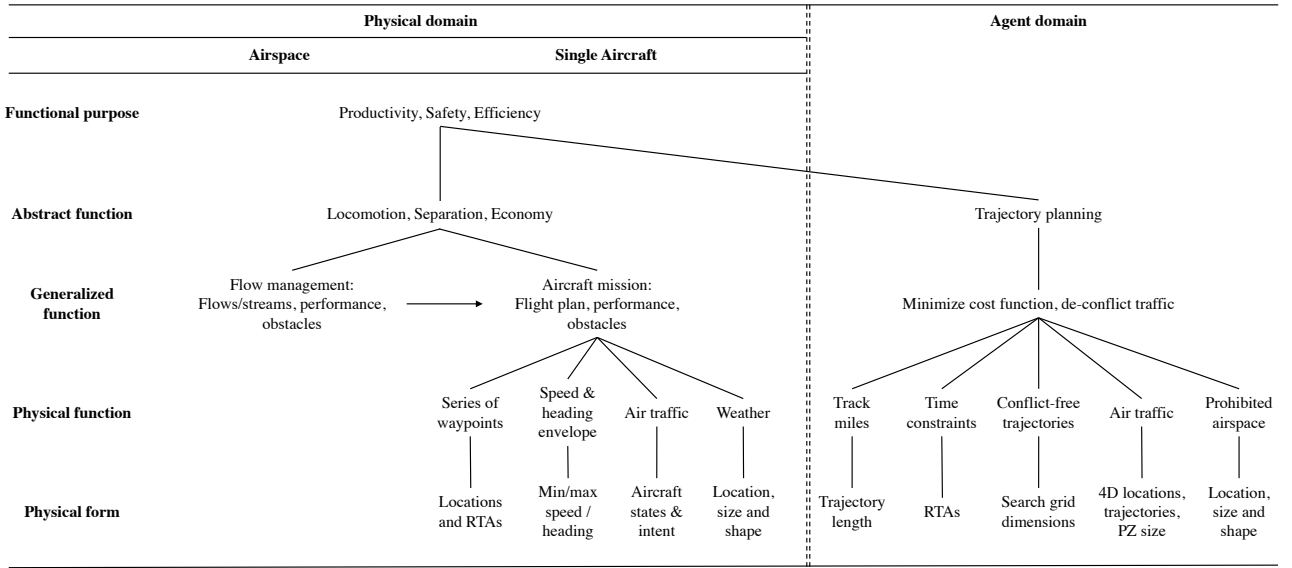 Physical domain
Agent domain
Airspace
Single Aircraft
Functional purpose
Productivity, Safety, Efficiency
Abstract function
Locomotion, Separation, Economy
Trajectory planning
Generalized
function
Flow management:
Flows/streams, performance,
obstacles
Aircraft mission:
Flight plan, performance,
obstacles
Minimize cost function, de-conflict traffic
Physical function
Series of
waypoints
Speed &
heading
envelope
Air traffic
Weather
Track
miles
Time
constraints
Conflict-free
trajectories
Air traffic
Prohibited
airspace
Physical form
Locations
and RTAs
Min/max
speed /
heading
Aircraft
states &
intent
Location,
size and
shape
Trajectory
length
RTAs
Search grid
dimensions
4D locations,
trajectories,
PZ size
Location,
size and
shape